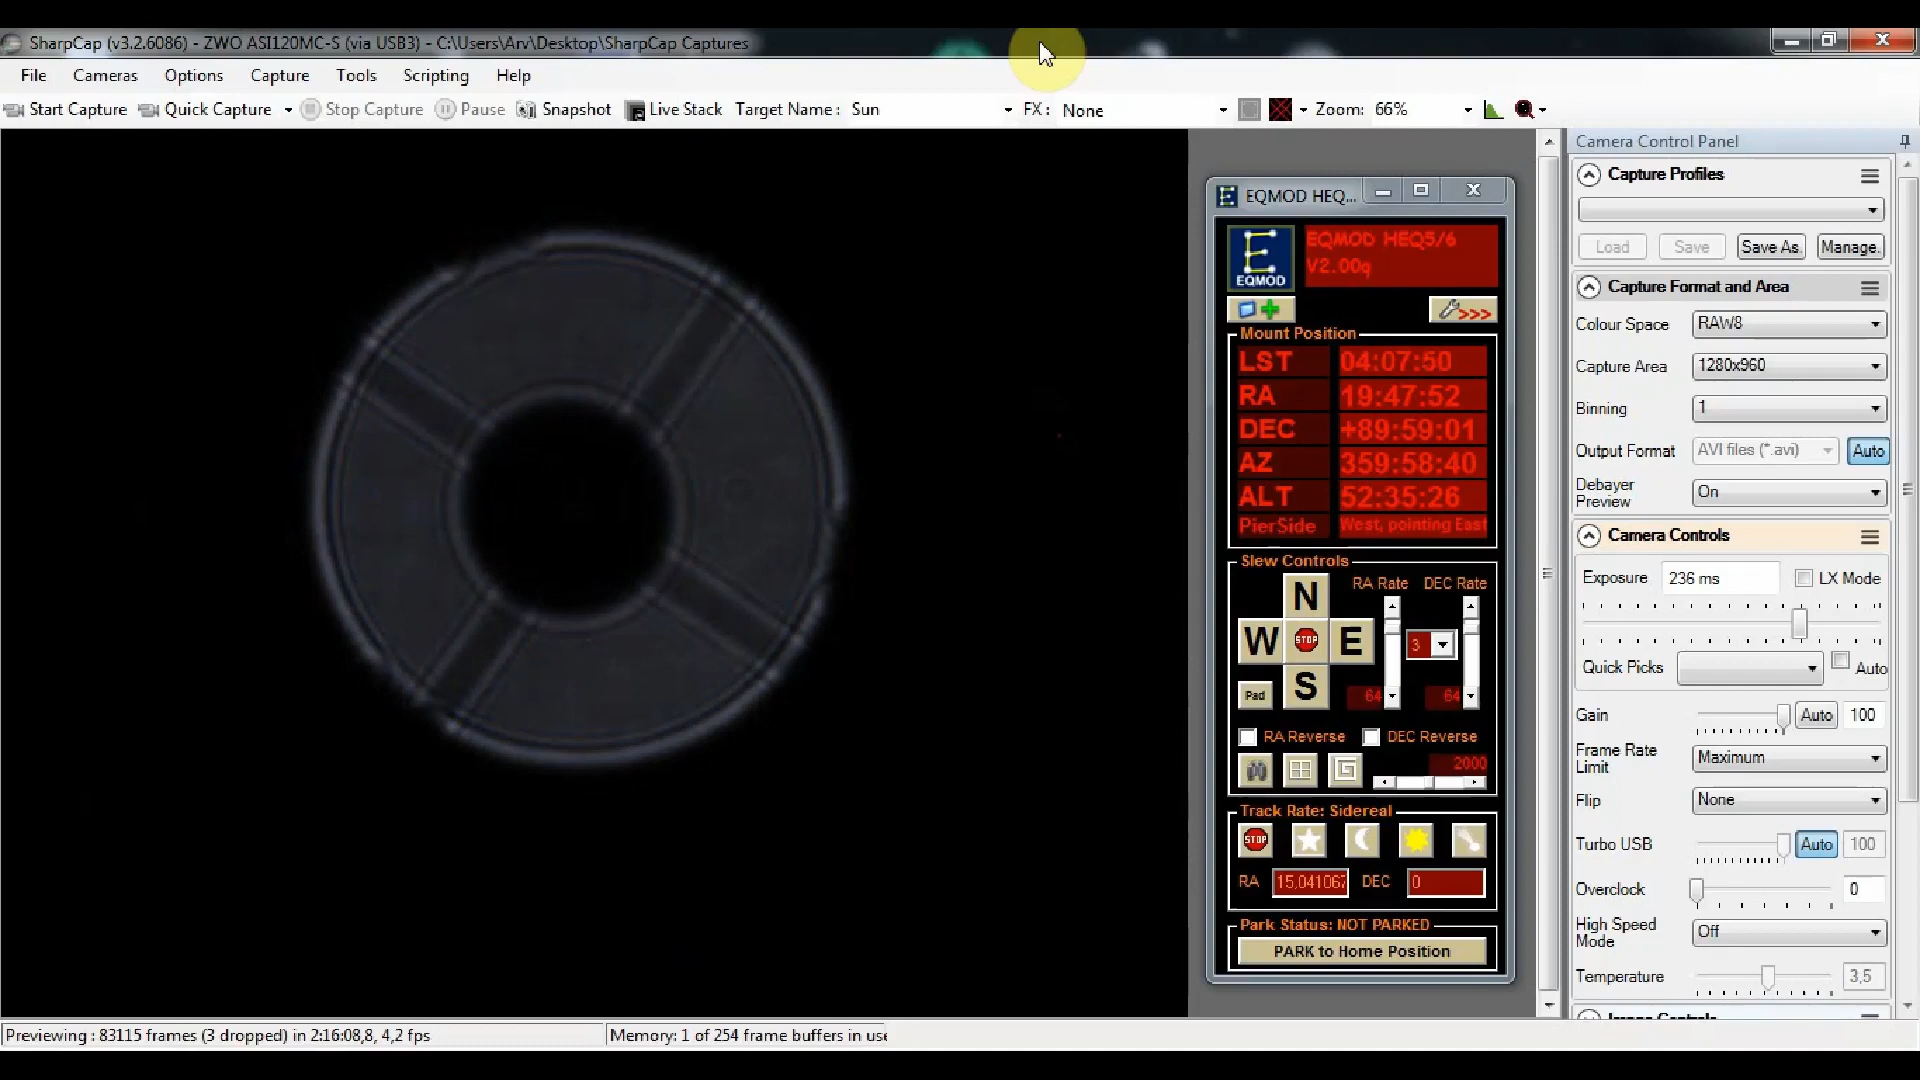 SharpCap (v3.2.6086) - ZWO ASI120MC-S (via USB3) - C:\Users\Arv\Desktop\SharpCap Captures
File Cameras Options Capture Tools Scripting Help
Start Capture Quick Capture Stop Capture Pause Snapshot Live Stack Target Name : Sun FX : None Zoom: 66%
Camera Control Panel
Capture Profiles
Load Save Save As. Manage.
Capture Format and Area
Colour Space RAW8
Capture Area 1280x960
Binning 1
Output Format AVI files (*.avi) Auto
Debayer Preview On
Camera Controls
Exposure 236 ms LX Mode
Quick Picks Auto
Gain Auto 100
Frame Rate Limit Maximum
Flip None
Turbo USB Auto 100
Overclock 0
High Speed Mode Off
Temperature 3,5
EQMOD HEQ...
EQMOD
EQMOD HEQ5/6
V2.00q
>>>
Mount Position
LST 04:07:50
RA 19:47:52
DEC +89:59:01
AZ 359:58:40
ALT 52:35:26
PierSide West, pointing East
Slew Controls
RA Rate DEC Rate
N
W STOP E 3
S
Pad 64 64
RA Reverse DEC Reverse
2000
Track Rate: Sidereal
STOP
RA 15,041067 DEC 0
Park Status: NOT PARKED
PARK to Home Position
Previewing : 83115 frames (3 dropped) in 2:16:08,8, 4,2 fps
Memory: 1 of 254 frame buffers in use